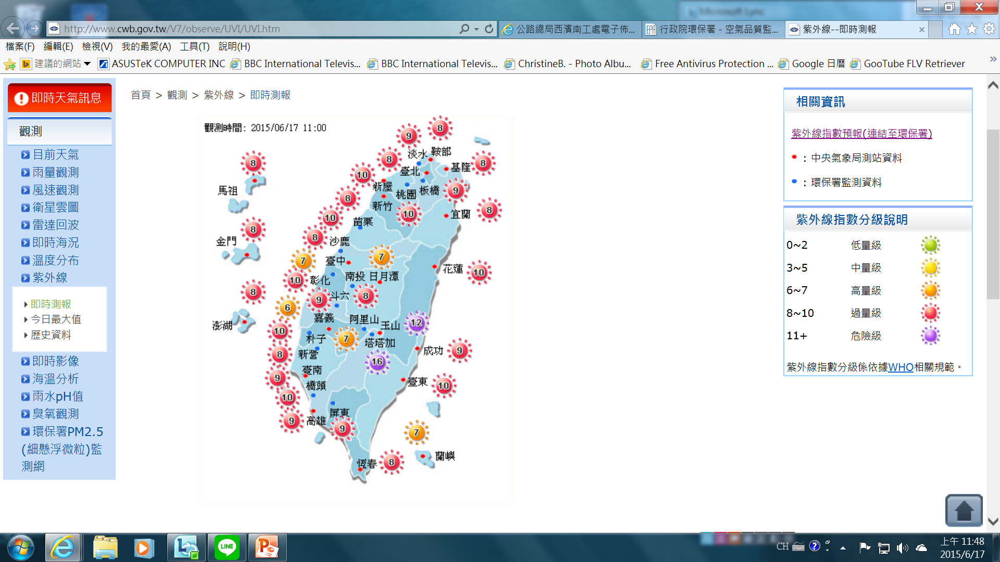 Microsoft Lync
http://www.cwb.gov.tw/V7/observe/UVI/UVI.htm
公路總局西濱南工處電子佈...
行政院環保署 - 空氣品質監...
紫外線--即時測報
檔案(F) 編輯(E) 檢視(V) 我的最愛(A) 工具(T) 說明(H)
建議的網站 ASUSTeK COMPUTER INC BBC International Televis... BBC International Televis... ChristineB. - Photo Albu... Free Antivirus Protection ... Google 日曆 GooTube FLV Retriever
即時天氣訊息
觀測
目前天氣
雨量觀測
風速觀測
衛星雲圖
雷達回波
即時海況
溫度分布
紫外線
即時測報
今日最大值
歷史資料
即時影像
海溫分析
雨水pH值
臭氧觀測
環保署PM2.5
(細懸浮微粒)監
測網
首頁 > 觀測 > 紫外線 > 即時測報
觀測時間: 2015/06/17 11:00
8
9
淡水 鞍部
8
8
8
臺北
基隆
10
馬祖
新屋
桃園 板橋
9
8
新竹
10
宜蘭
8
10
苗栗
8
金門
8
沙鹿
7
7
臺中
花蓮
10
10
彰化
南投 日月潭
8
9
斗六
8
6
嘉義
阿里山
12
澎湖
玉山
10
朴子
7
塔塔加
成功
9
8
新營
16
臺南
9
橋頭
臺東
10
10
屏東
9
高雄
9
7
恆春
8
蘭嶼
相關資訊
紫外線指數預報(連結至環保署)
: 中央氣象局測站資料
: 環保署監測資料
紫外線指數分級說明
0~2 低量級
3~5 中量級
6~7 高量級
8~10 過量級
11+ 危險級
紫外線指數分級係依據WHO相關規範。
LINE
CH
上午 11:48
2015/6/17